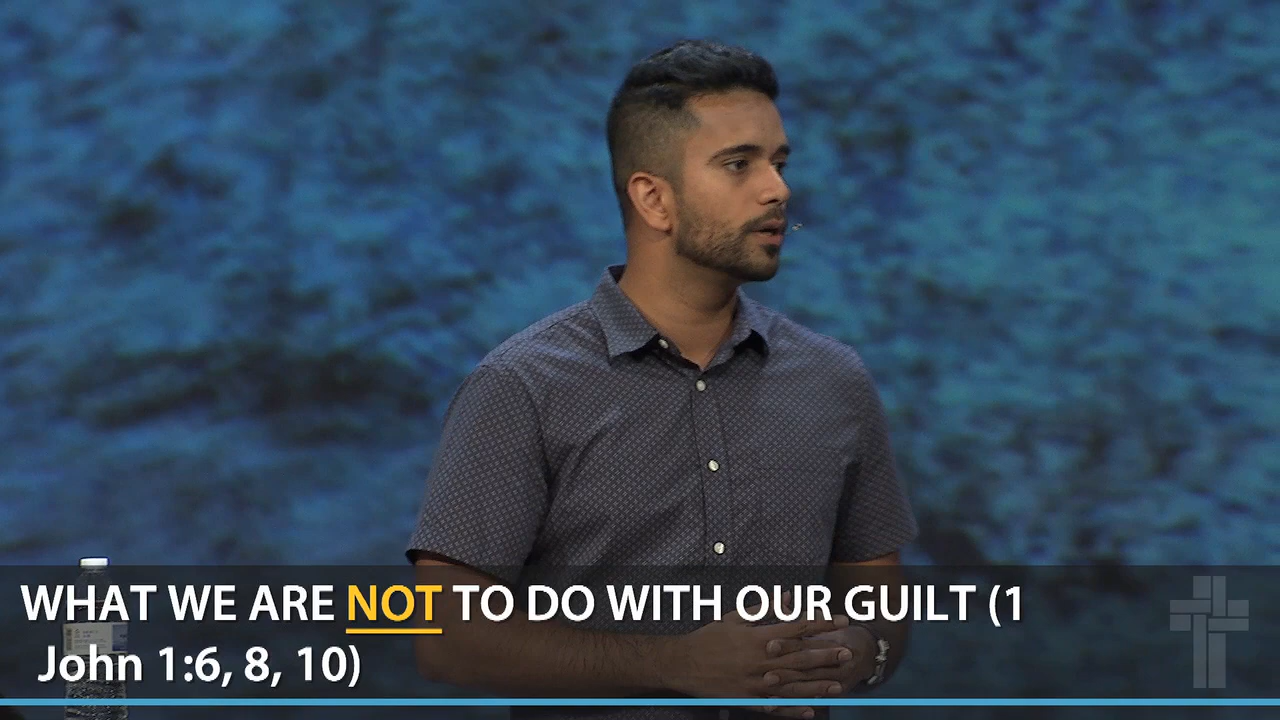 WHAT WE ARE NOT TO DO WITH OUR GUILT (1
John 1:6, 8, 10)